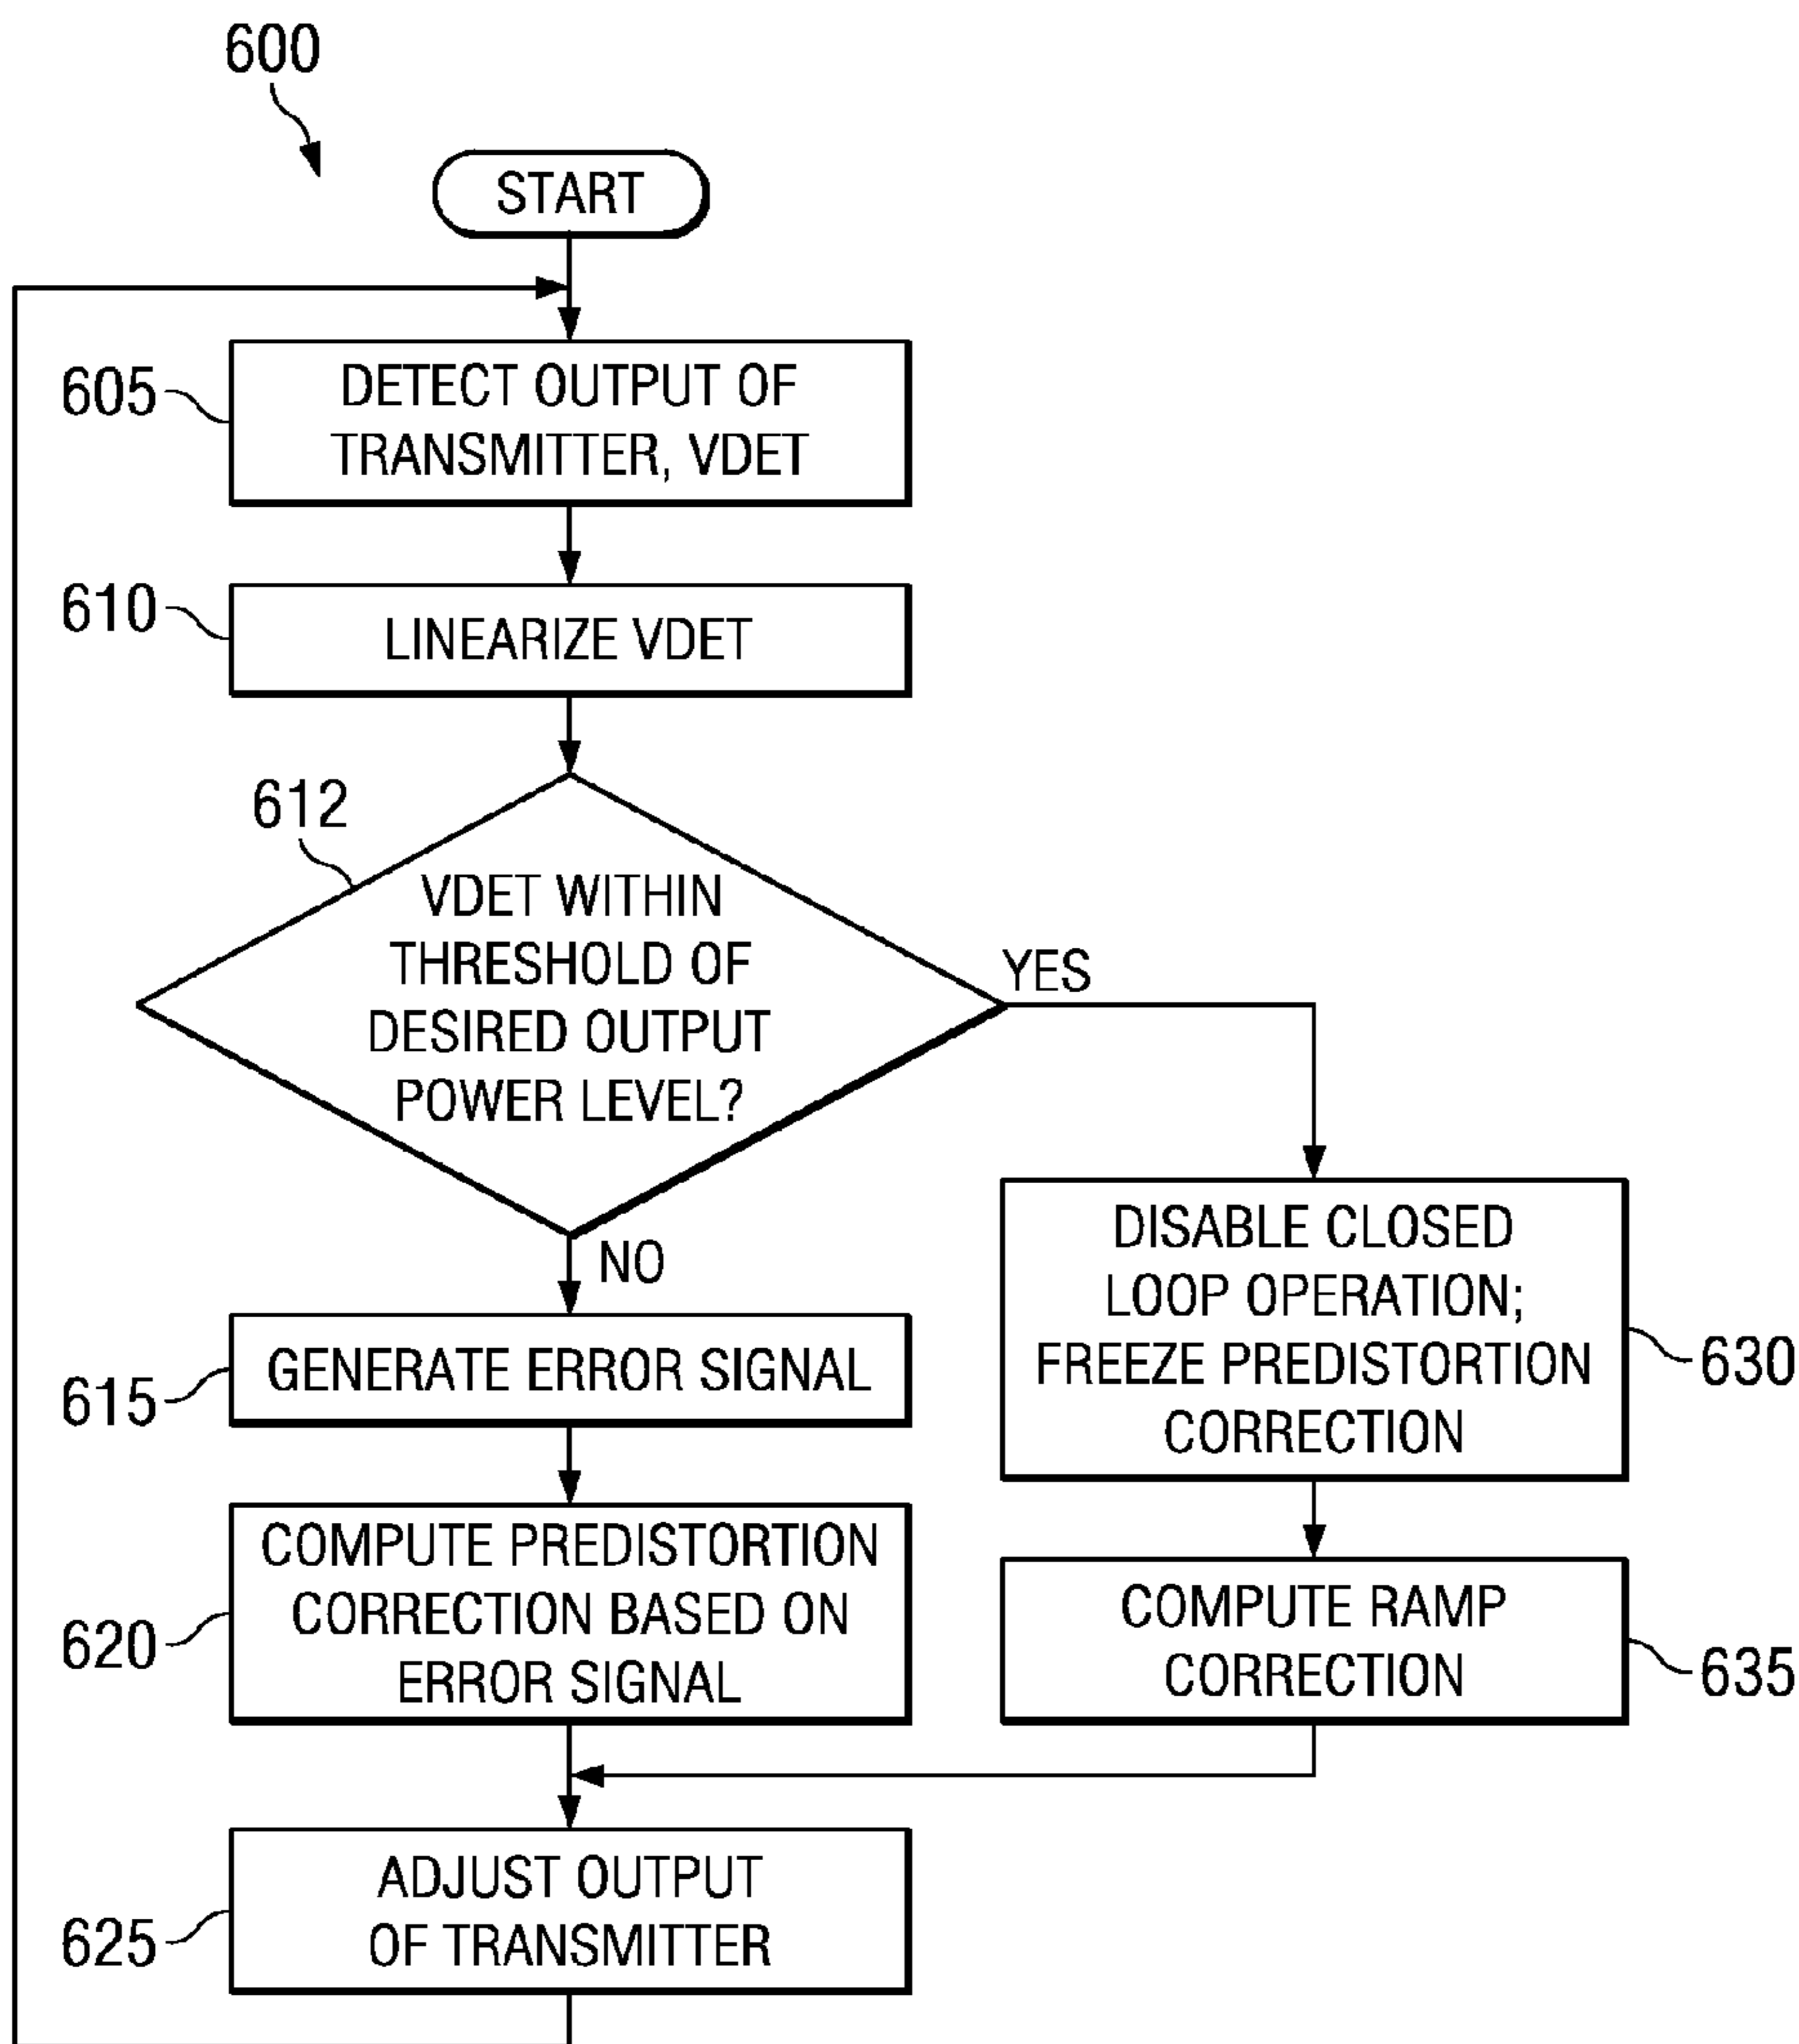 600
START
605
DETECT OUTPUT OF
TRANSMITTER, VDET
610
LINEARIZE VDET
612
VDET WITHIN
THRESHOLD OF
DESIRED OUTPUT
POWER LEVEL?
YES
NO
615
GENERATE ERROR SIGNAL
620
COMPUTE PREDISTORTION
CORRECTION BASED ON
ERROR SIGNAL
DISABLE CLOSED
LOOP OPERATION;
FREEZE PREDISTORTION
CORRECTION
630
COMPUTE RAMP
CORRECTION
635
625
ADJUST OUTPUT
OF TRANSMITTER